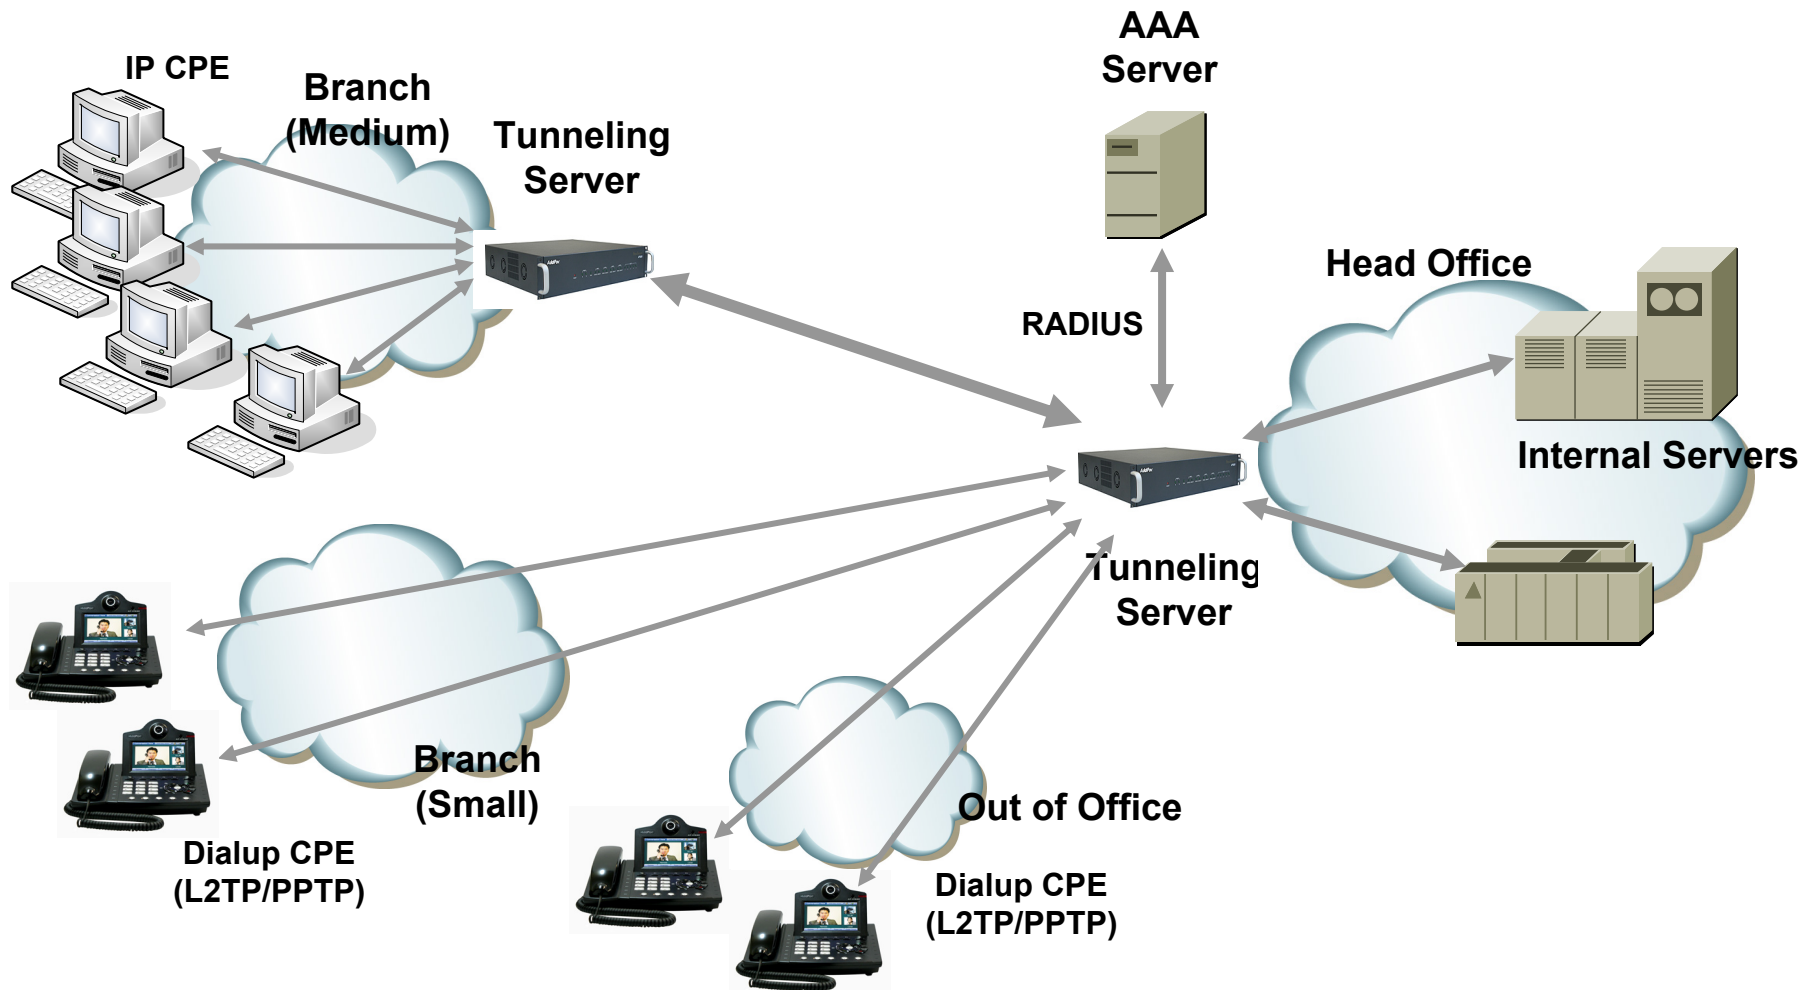 AAA
Server
IP CPE
Branch
(Medium)
Tunneling
Server
Head Office
RADIUS
Internal Servers
Tunneling
Server
Branch
(Small)
Out of Office
Dialup CPE
(L2TP/PPTP)
Dialup CPE
(L2TP/PPTP)